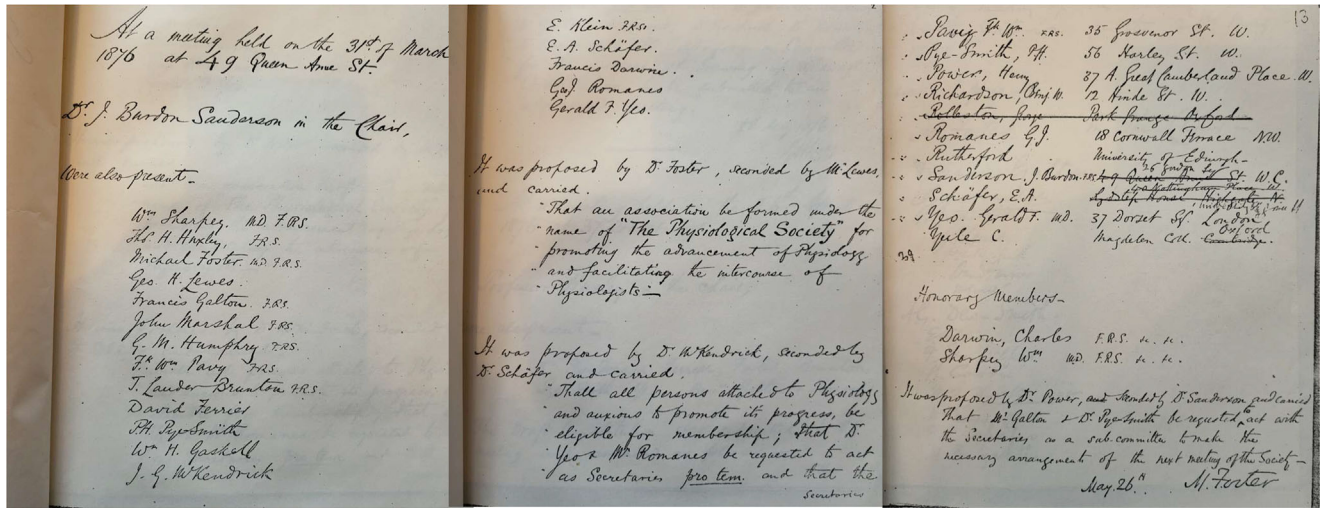 At a meeting held on the 31st of March
1876 at 49 Queen Anne St.
Dr J. Burdon Sanderson in the Chair,
Were also present-
Wm Sharpey M.D. F.R.S.
Ths. H. Huxley, F.R.S.
Michael Foster M.D. F.R.S.
Geo. H. Lewes.
Francis Galton F.R.S.
John Marshal F.R.S.
G. M. Humphry F.R.S.
Fk Wm Pavy F.R.S.
T. Lauder Brunton F.R.S.
David Ferrier
P.H. Pye-Smith
Wm H. Gaskell
J. G. McKendrick
E. Klein F.R.S.
E. A. Schäfer.
Francis Darwin.
Geo J. Romanes
Gerald F. Yeo.
It was proposed by Dr Foster, seconded by Mr Lewes,
and carried.
"That an association be formed under the
" name of "The Physiological Society" for
" promoting the advancement of Physiology
" and facilitating the intercourse of
" Physiologists-
It was proposed by Dr McKendrick, seconded by
Dr Schäfer and carried.
"Thall all persons attached to Physiology
" and anxious to promote its progress, be
" eligible for membership; that Dr
" Yeo & Mr Romanes be requested to act
" as Secretaries pro tem. and that the
Secretaries
13
Pavy Fk Wm F.R.S. 35 Grosvenor St. W.
Pye-Smith, P.H. 56 Harley St. W.
Power, Henry 37 A. Great Cumberland Place W.
Richardson, Benj W. 12 Hinde St. W.
Rolleston, George Park Grange Oxford
Romanes G.J. 18 Cornwall Terrace N.W.
Rutherford University of Edinburgh-
Sanderson J. Burdon F.R.S. 49 Queen Anne St W.C.
Schäfer, E.A. Highgate N.
Yeo. Gerald F. M.D. 37 Dorset Sq. London
Yule C. Magdalen Col. Cambridge. Oxford
39
Honorary Members-
Darwin, Charles F.R.S. &c. &c.
Sharpey Wm M.D. F.R.S. &c. &c.
It was proposed by Dr Power, and seconded by Dr Sanderson and carried
That Mr Galton & Dr Pye-Smith be requested to act with
the Secretaries as a sub.committee to make the
necessary arrangements of the next meeting of the Society-
May. 26th. M. Foster